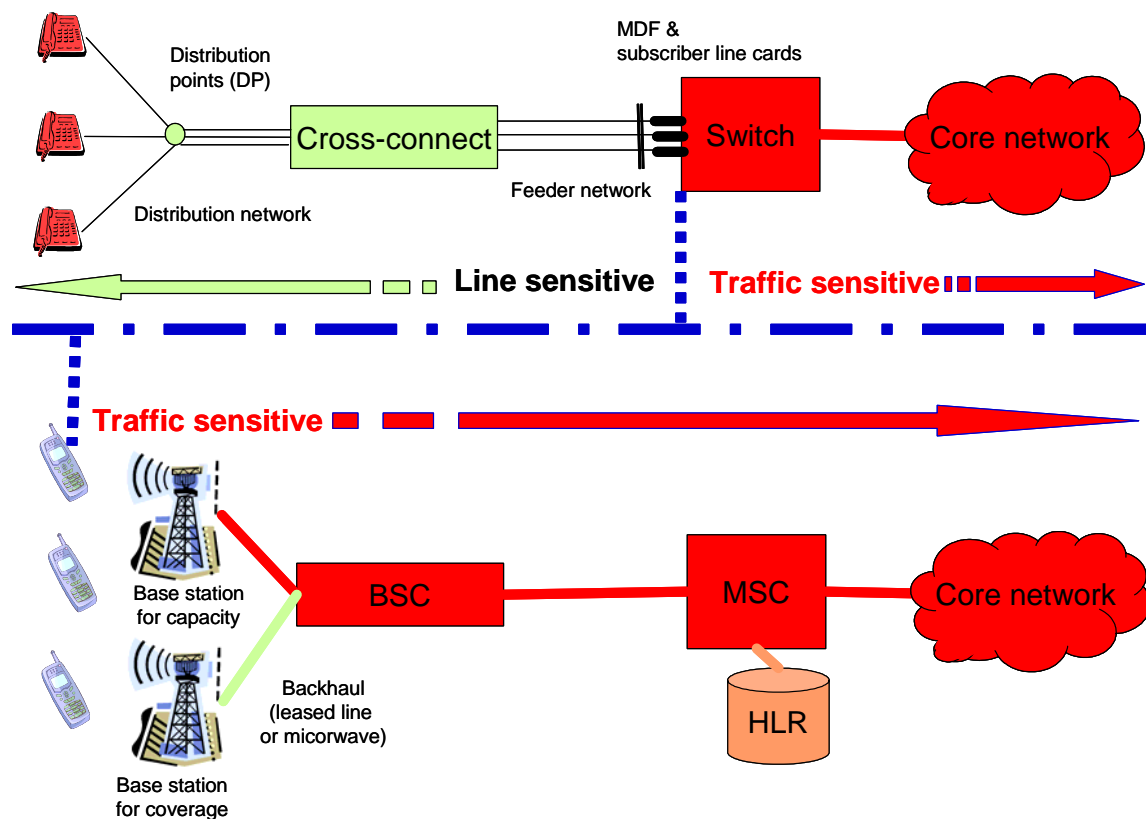 Distribution
points (DP)
MDF &
subscriber line cards
Cross-connect
Switch
Core network
Feeder network
Distribution network
Line sensitive
Traffic sensitive
Traffic sensitive
Base station
for capacity
BSC
MSC
Core network
Backhaul
(leased line
or micorwave)
HLR
Base station
for coverage